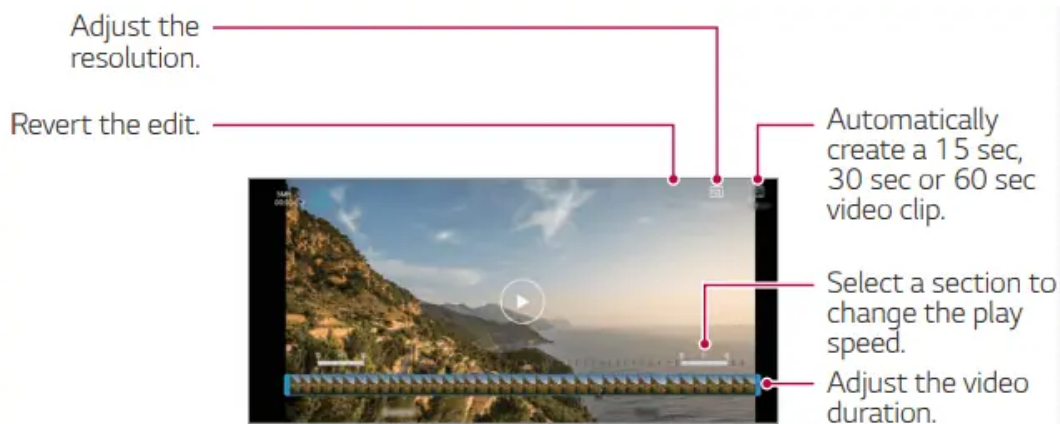 Adjust the
resolution.
Revert the edit.
Automatically
create a 15 sec,
30 sec or 60 sec
video clip.
Select a section to
change the play
speed.
Adjust the video
duration.